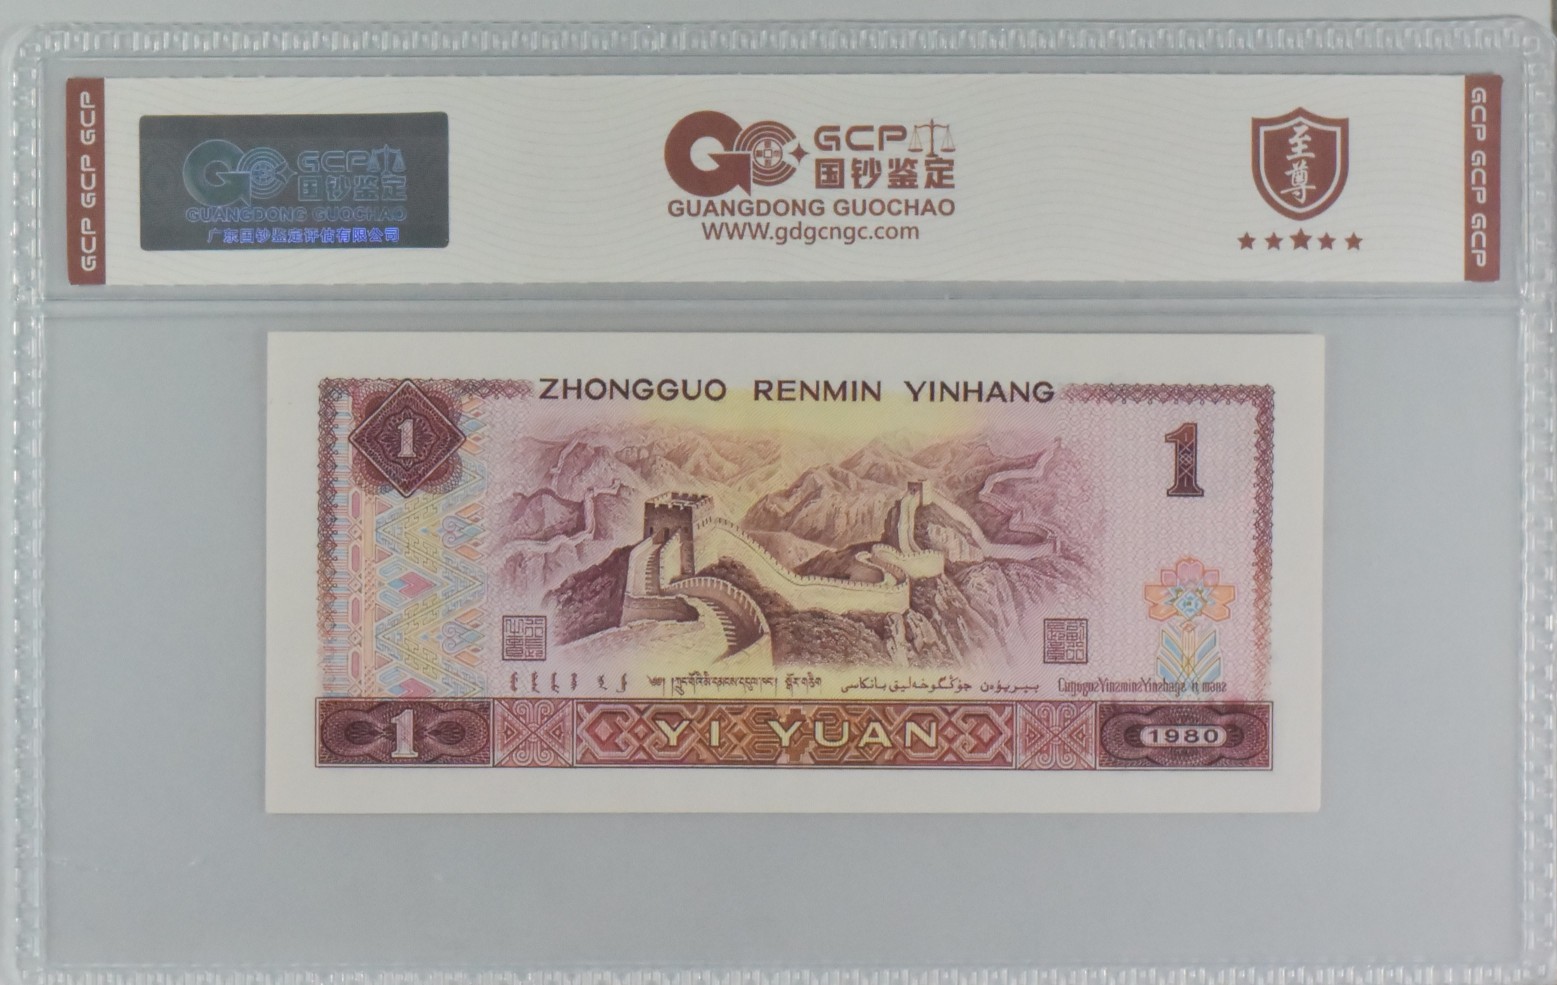 GCP GCP GCP
GCP 国钞鉴定
GUANGDONG GUOCHAO
广东国钞鉴定评估有限公司
GCP
国钞鉴定
GUANGDONG GUOCHAO
WWW.gdgcngc.com
至尊
GCP GCP GCP
ZHONGGUO RENMIN YINHANG
1
1
YI YUAN
1
1980